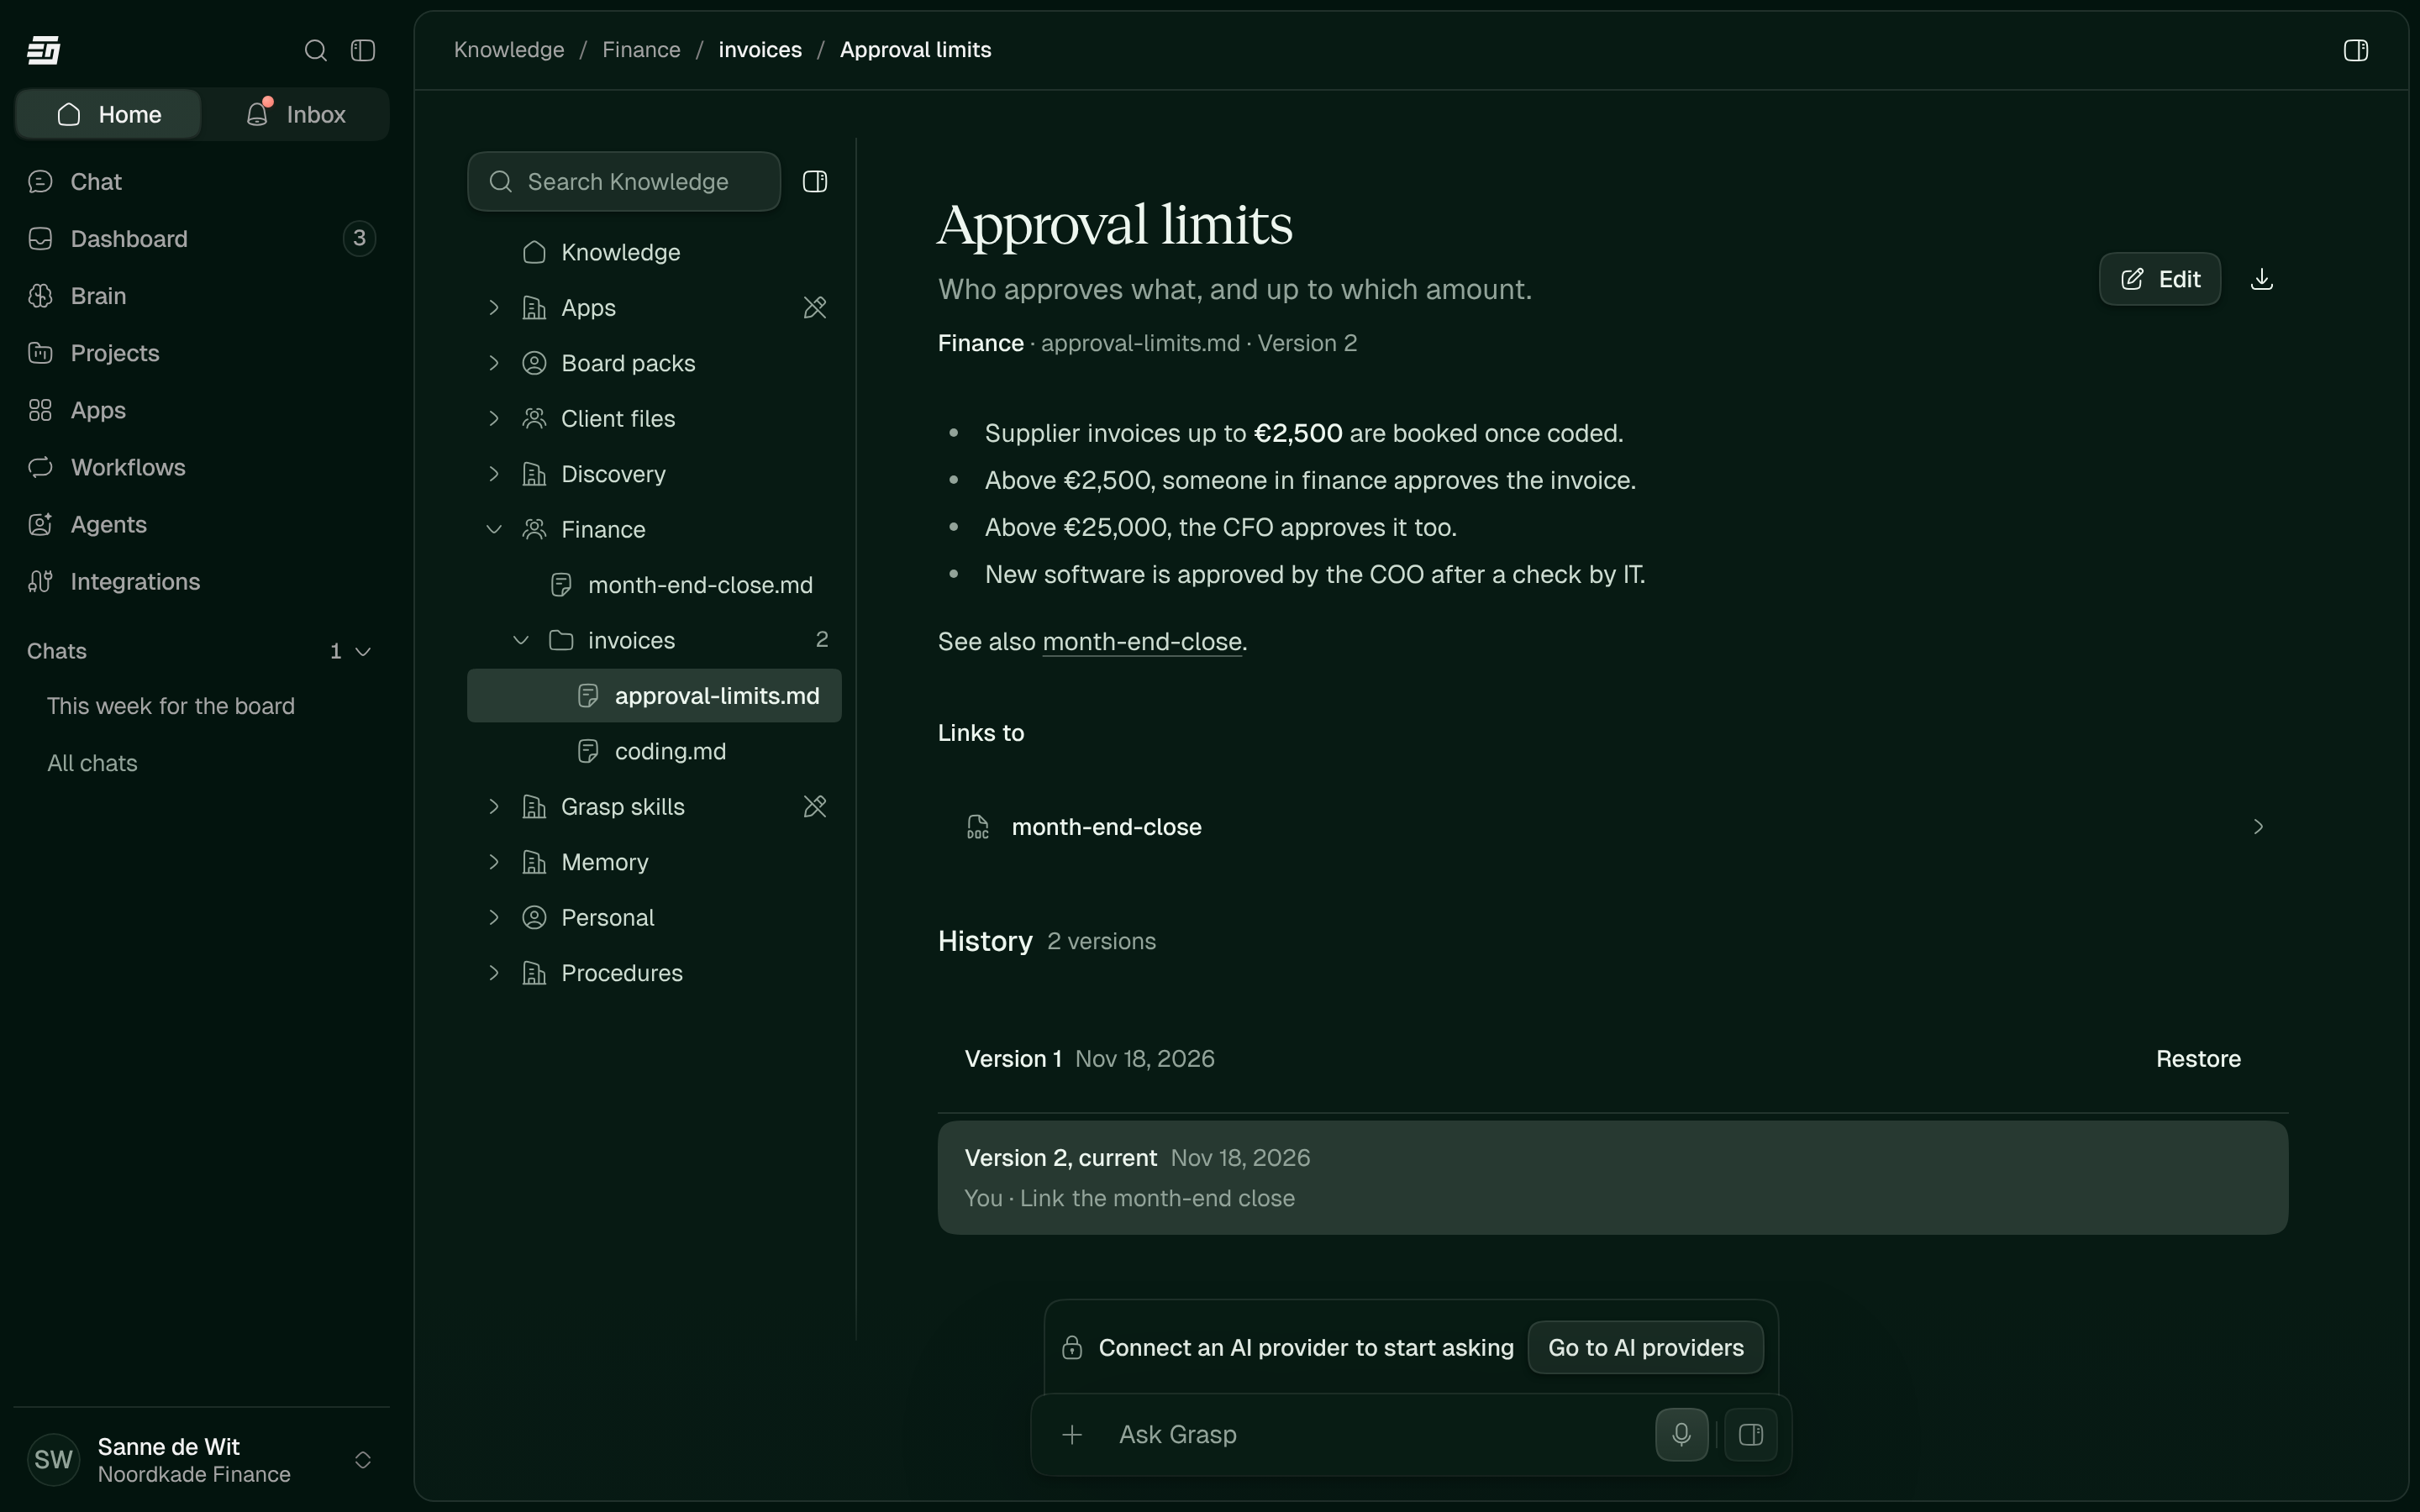 Home
Inbox
Chat
Dashboard 3
Brain
Projects
Apps
Workflows
Agents
Integrations
Chats 1
This week for the board
All chats
SW
Sanne de Wit
Noordkade Finance
Knowledge / Finance / invoices / Approval limits
Search Knowledge
Knowledge
Apps
Board packs
Client files
Discovery
Finance
month-end-close.md
invoices 2
approval-limits.md
coding.md
Grasp skills
Memory
Personal
Procedures
Approval limits
Who approves what, and up to which amount.
Finance · approval-limits.md · Version 2
Edit
• Supplier invoices up to €2,500 are booked once coded.
• Above €2,500, someone in finance approves the invoice.
• Above €25,000, the CFO approves it too.
• New software is approved by the COO after a check by IT.
See also month-end-close.
Links to
DOC month-end-close
History 2 versions
Version 1 Nov 18, 2026
Restore
Version 2, current Nov 18, 2026
You · Link the month-end close
Connect an AI provider to start asking
Go to AI providers
Ask Grasp